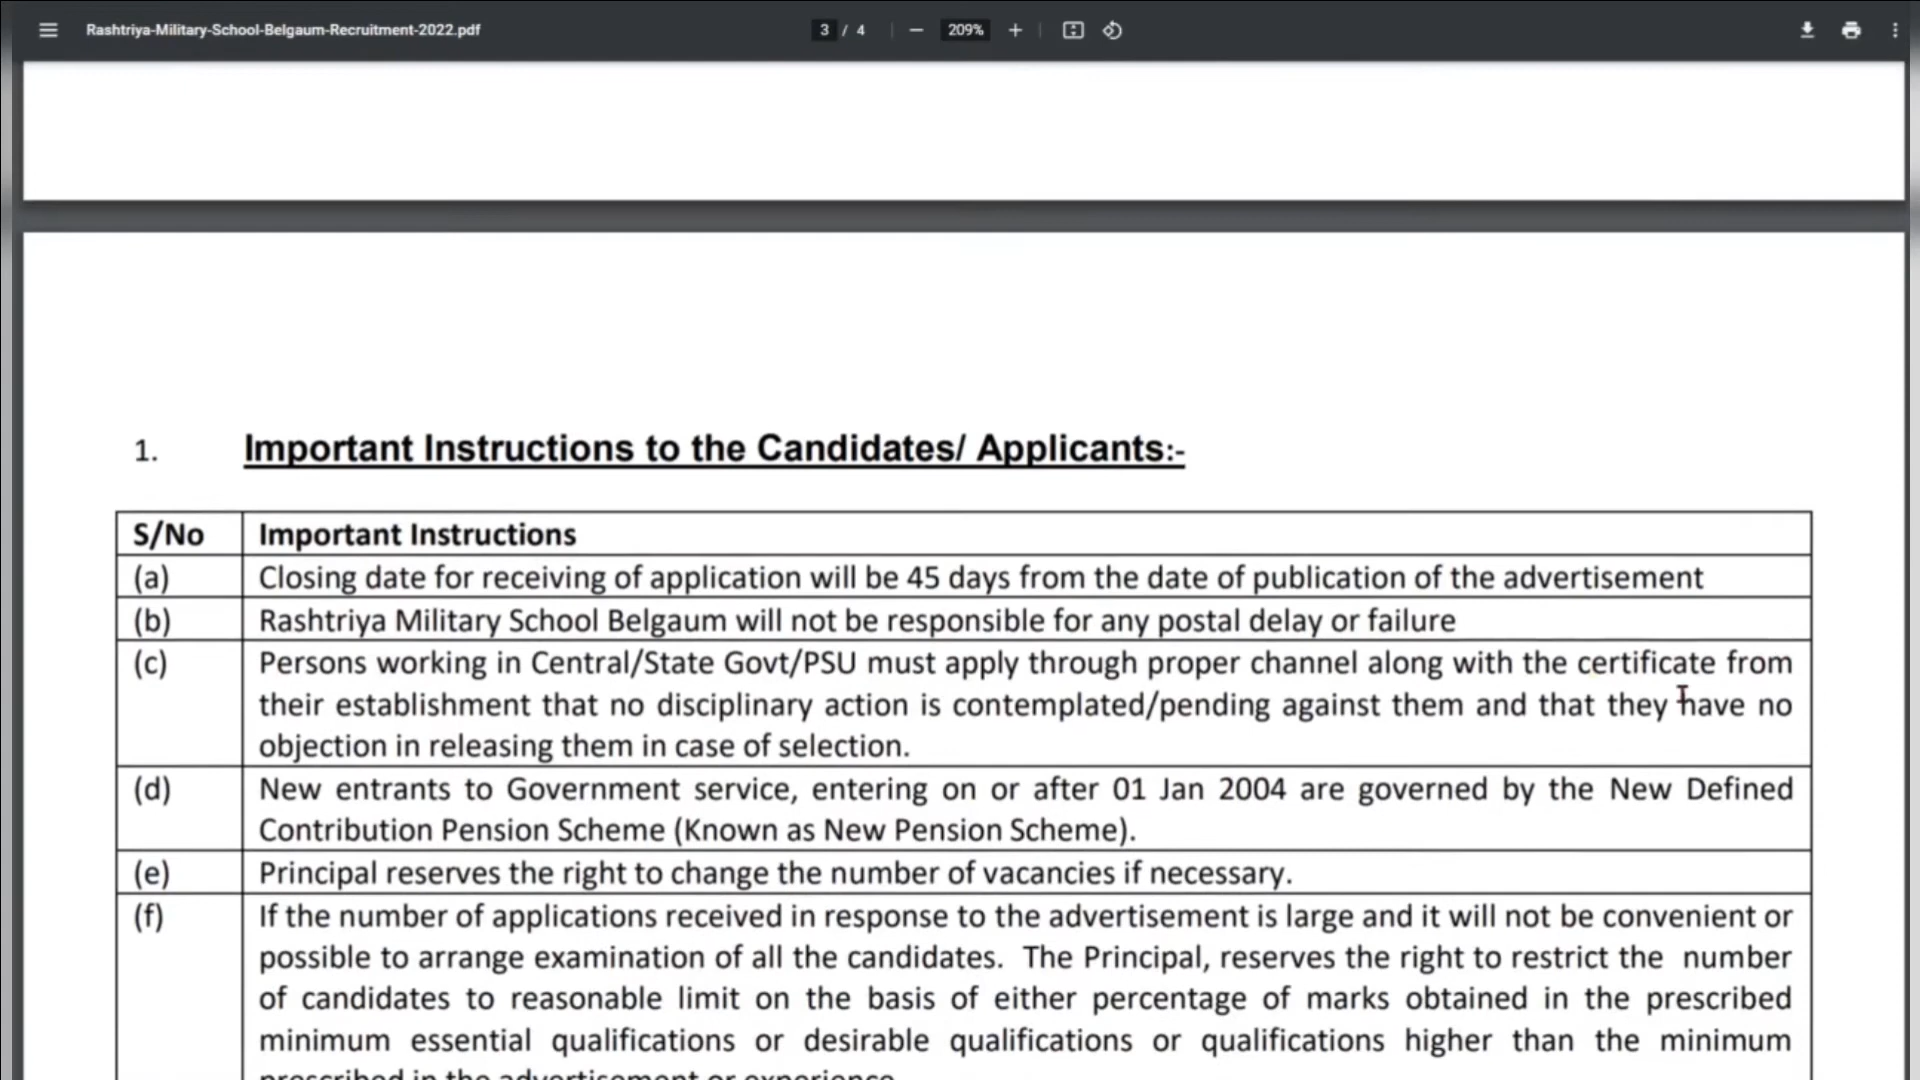 Rashtriya-Military-School-Belgaum-Recruitment-2022.pdf 3 / 4 209%
1. Important Instructions to the Candidates/ Applicants:-
S/No Important Instructions
(a) Closing date for receiving of application will be 45 days from the date of publication of the advertisement
(b) Rashtriya Military School Belgaum will not be responsible for any postal delay or failure
(c) Persons working in Central/State Govt/PSU must apply through proper channel along with the certificate from
their establishment that no disciplinary action is contemplated/pending against them and that they have no
objection in releasing them in case of selection.
(d) New entrants to Government service, entering on or after 01 Jan 2004 are governed by the New Defined
Contribution Pension Scheme (Known as New Pension Scheme).
(e) Principal reserves the right to change the number of vacancies if necessary.
(f) If the number of applications received in response to the advertisement is large and it will not be convenient or
possible to arrange examination of all the candidates. The Principal, reserves the right to restrict the number
of candidates to reasonable limit on the basis of either percentage of marks obtained in the prescribed
minimum essential qualifications or desirable qualifications or qualifications higher than the minimum
prescribed in the advertisement or experience